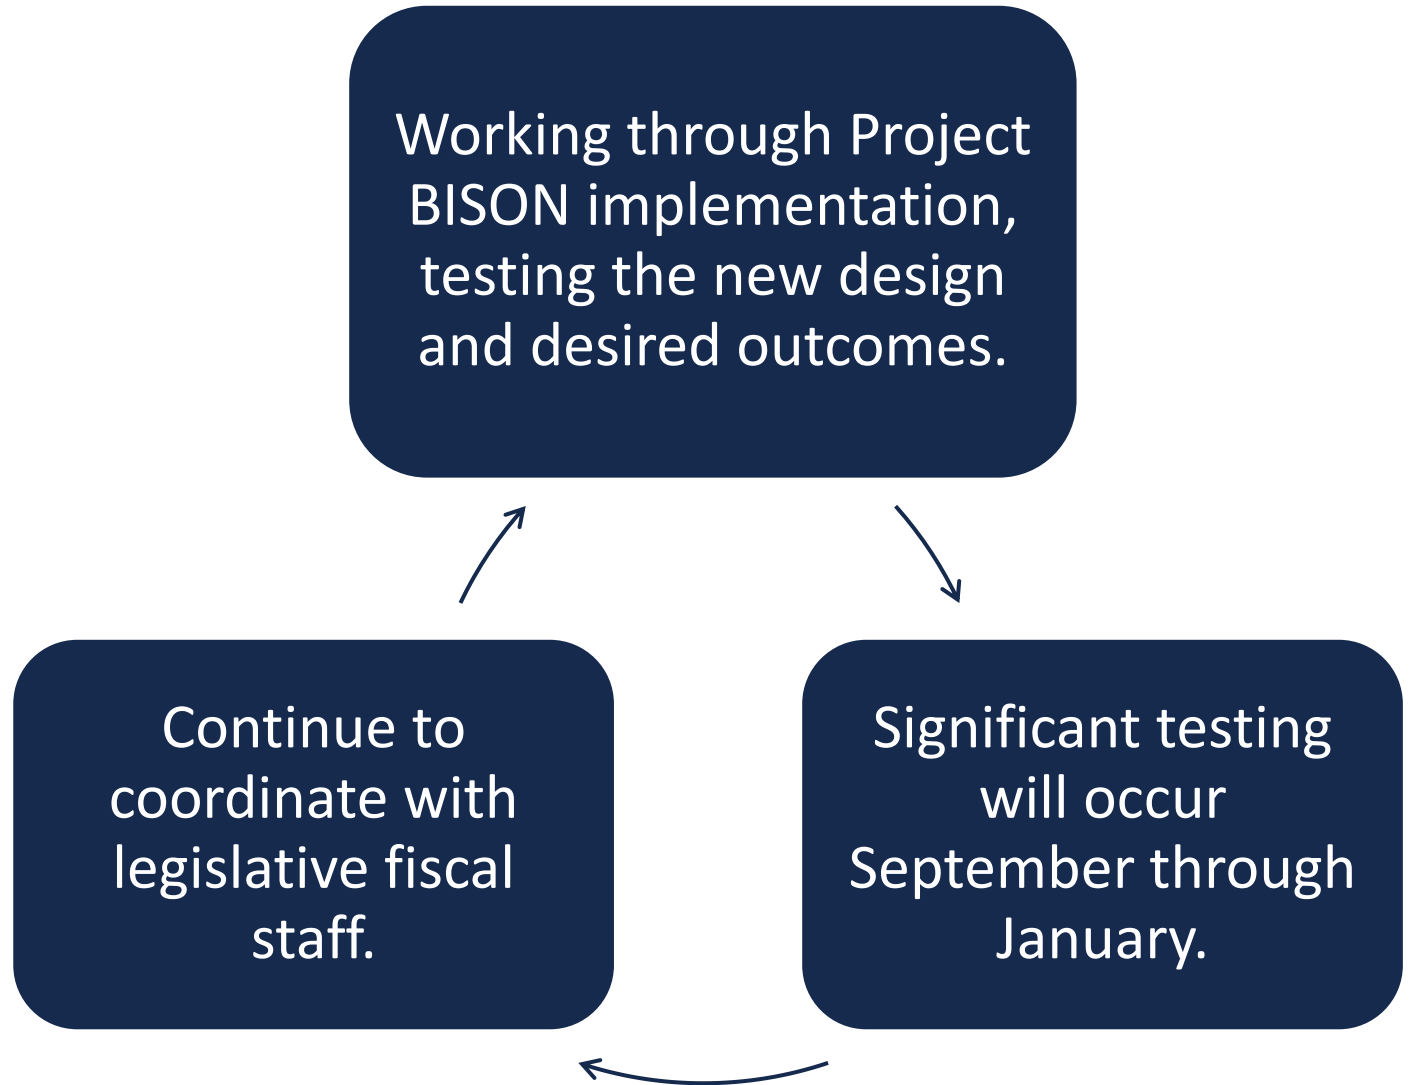 Working through Project
BISON implementation,
testing the new design
and desired outcomes.
Significant testing
will occur
September through
January.
Continue to
coordinate with
legislative fiscal
staff.